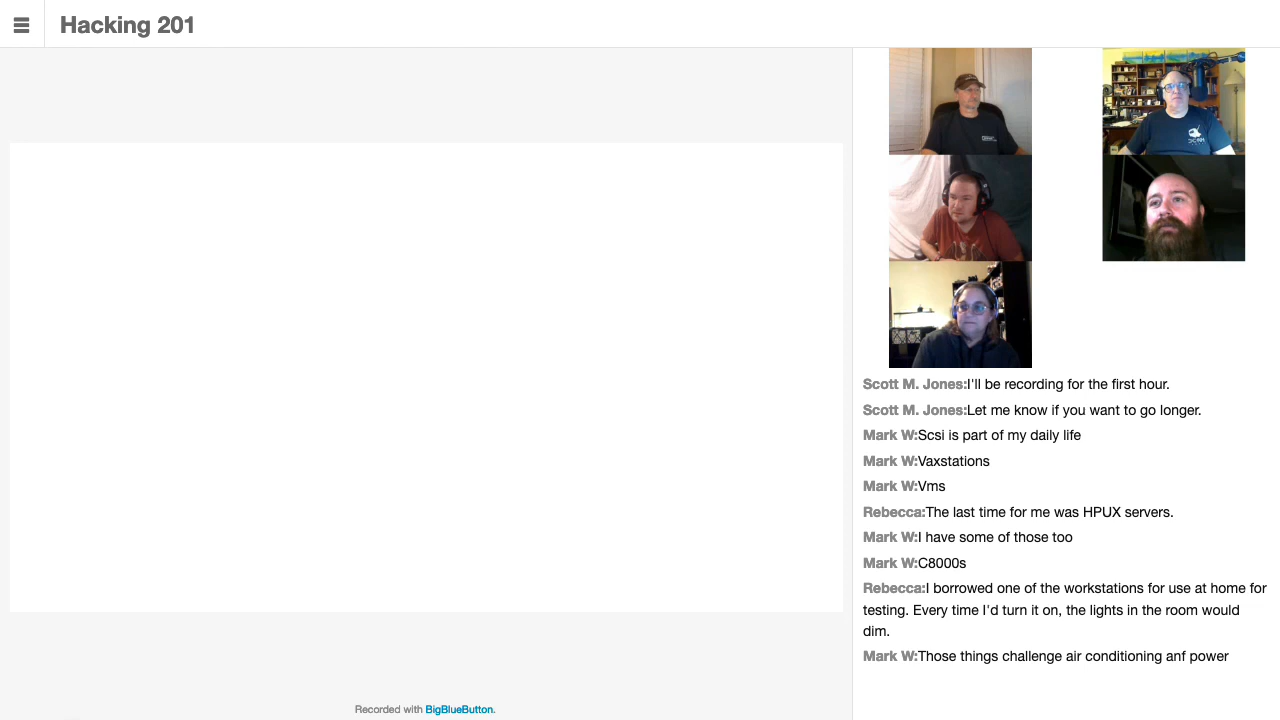 Hacking 201
Scott M. Jones:I'll be recording for the first hour.
Scott M. Jones:Let me know if you want to go longer.
Mark W:Scsi is part of my daily life
Mark W:Vaxstations
Mark W:Vms
Rebecca:The last time for me was HPUX servers.
Mark W:I have some of those too
Mark W:C8000s
Rebecca:I borrowed one of the workstations for use at home for
testing. Every time I'd turn it on, the lights in the room would
dim.
Mark W:Those things challenge air conditioning anf power
Recorded with BigBlueButton.